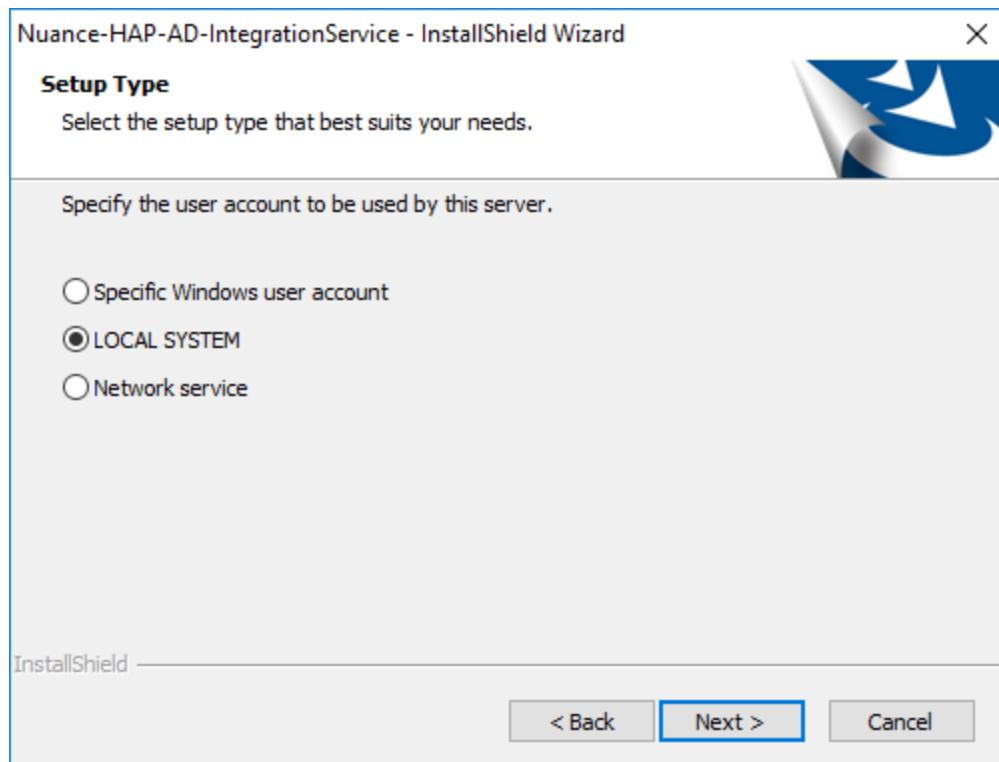 Nuance-HAP-AD-IntegrationService - InstallShield Wizard
Setup Type
Select the setup type that best suits your needs.
Specify the user account to be used by this server.
Specific Windows user account
LOCAL SYSTEM
Network service
InstallShield
< Back
Next >
Cancel